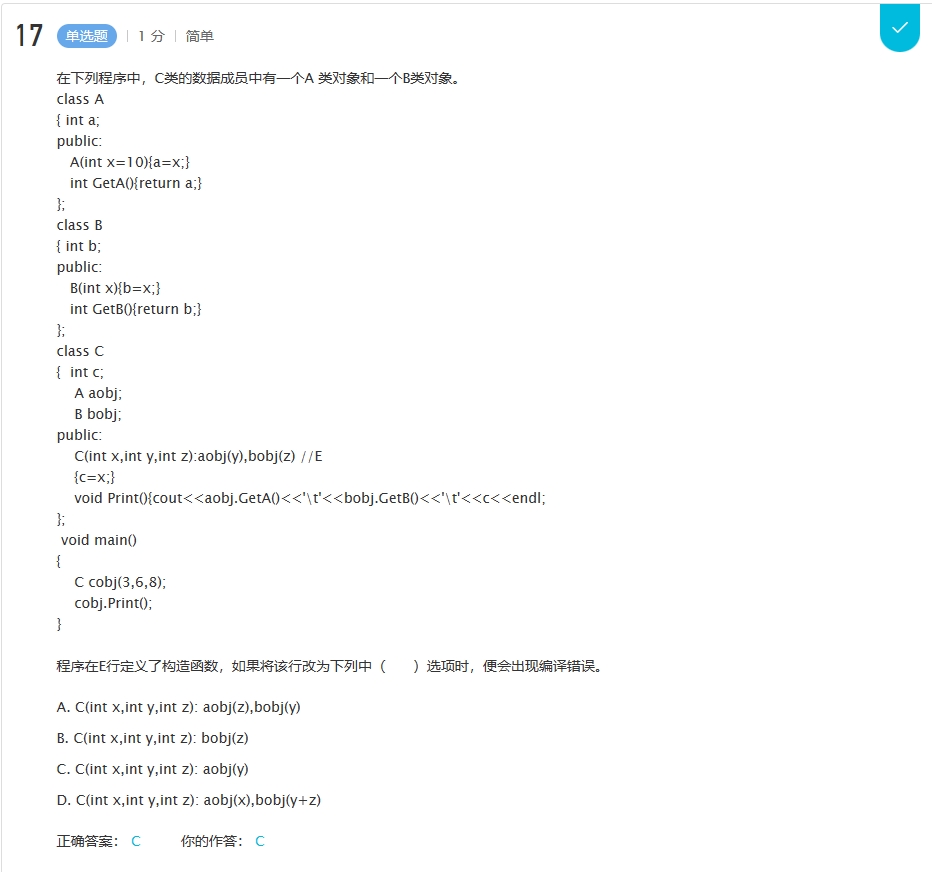 17 单选题 | 1 分 | 简单
在下列程序中，C类的数据成员中有一个A 类对象和一个B类对象。
class A
{ int a;
public:
A(int x=10){a=x;}
int GetA(){return a;}
};
class B
{ int b;
public:
B(int x){b=x;}
int GetB(){return b;}
};
class C
{ int c;
A aobj;
B bobj;
public:
C(int x,int y,int z):aobj(y),bobj(z) //E
{c=x;}
void Print(){cout<<aobj.GetA()<<'\t'<<bobj.GetB()<<'\t'<<c<<endl;
};
void main()
{
C cobj(3,6,8);
cobj.Print();
}
程序在E行定义了构造函数，如果将该行改为下列中（ ）选项时，便会出现编译错误。
A. C(int x,int y,int z): aobj(z),bobj(y)
B. C(int x,int y,int z): bobj(z)
C. C(int x,int y,int z): aobj(y)
D. C(int x,int y,int z): aobj(x),bobj(y+z)
正确答案： C 你的作答： C